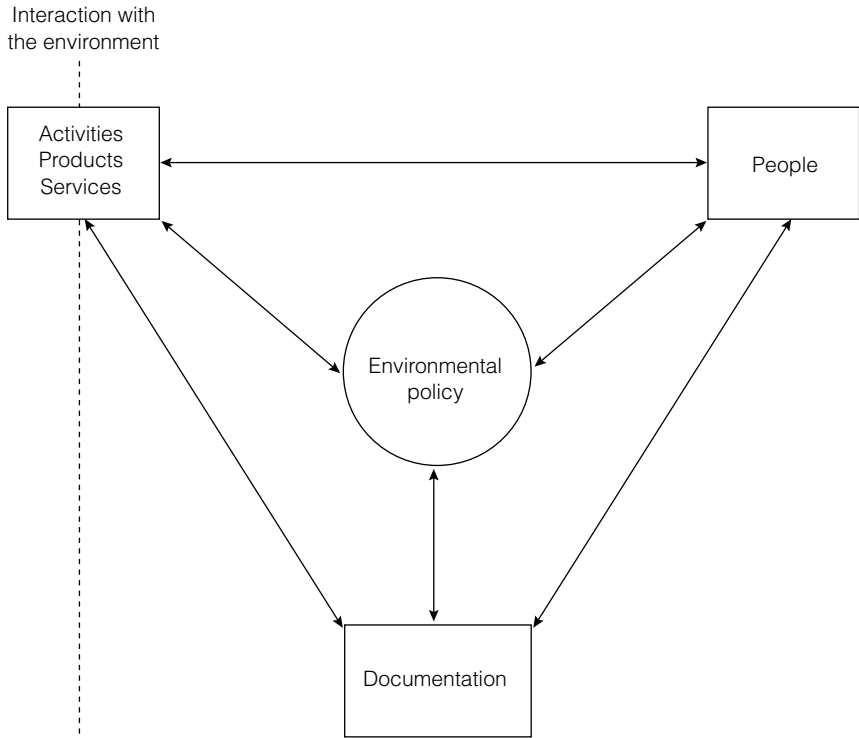 Interaction with
the environment
Activities
Products
Services
People
Environmental
policy
Documentation